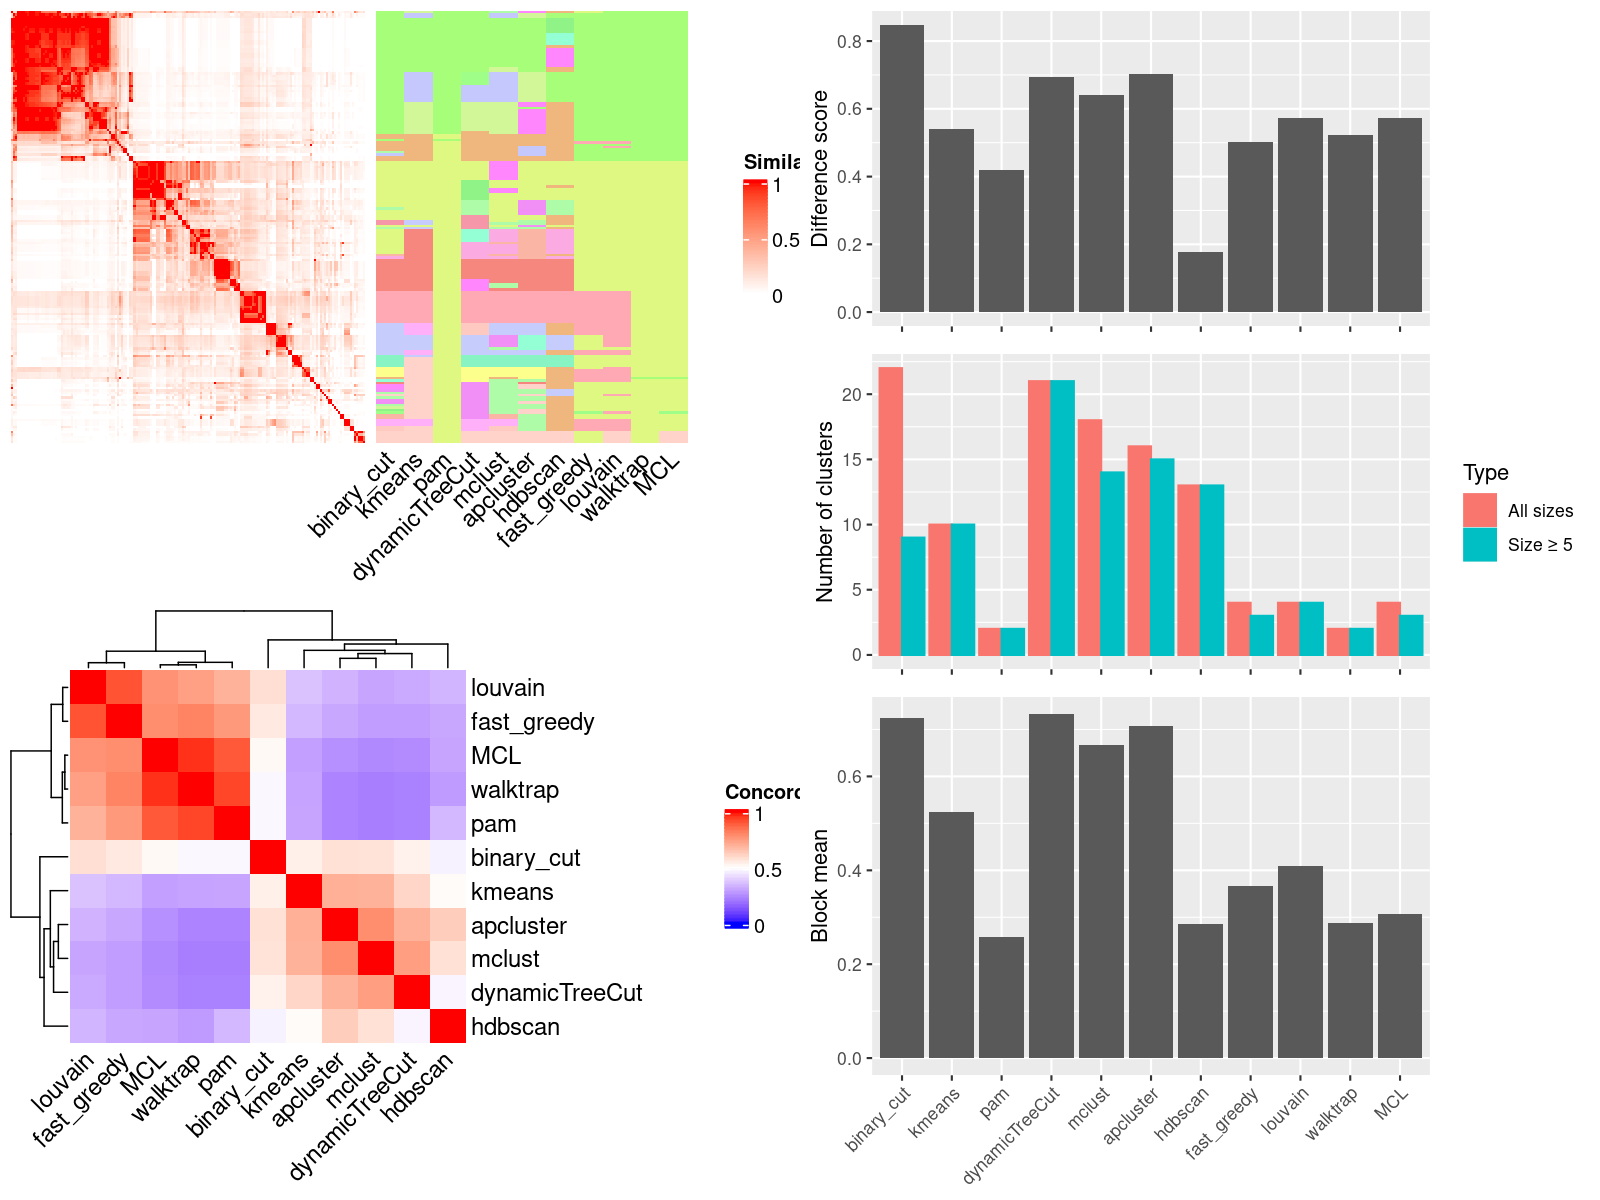 Simila
1
0.5
0
binary_cut
kmeans
pam
dynamicTreeCut
mclust
apcluster
hdbscan
fast_greedy
louvain
walktrap
MCL
Difference score
0.8
0.6
0.4
0.2
0.0
Number of clusters
20
15
10
5
0
Type
All sizes
Size ≥ 5
louvain
fast_greedy
MCL
walktrap
pam
binary_cut
kmeans
apcluster
mclust
dynamicTreeCut
hdbscan
louvain
fast_greedy
MCL
walktrap
pam
binary_cut
kmeans
apcluster
mclust
dynamicTreeCut
hdbscan
Concord
1
0.5
0
Block mean
0.6
0.4
0.2
0.0
binary_cut
kmeans
pam
dynamicTreeCut
mclust
apcluster
hdbscan
fast_greedy
louvain
walktrap
MCL